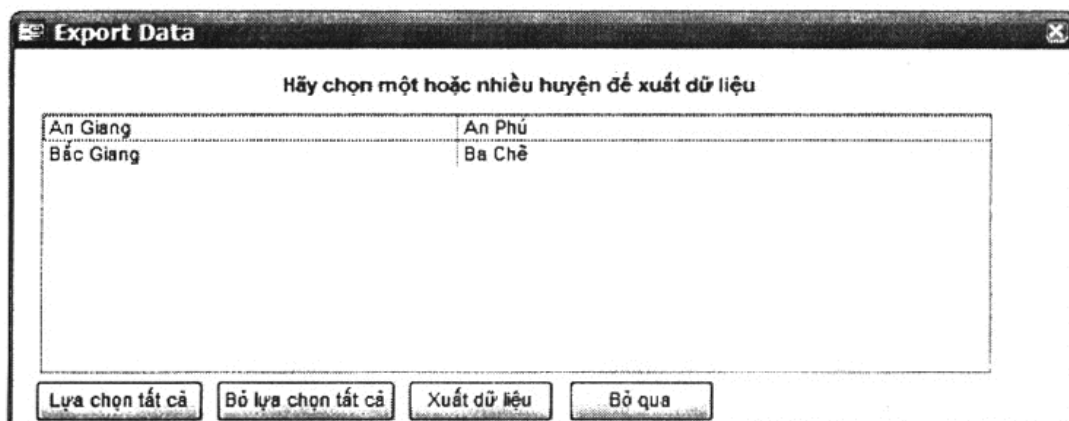 Export Data
Hãy chọn một hoặc nhiều huyện để xuất dữ liệu
An Giang An Phú
Bắc Giang Ba Chẽ
Lựa chọn tất cả Bỏ lựa chọn tất cả Xuất dữ liệu Bỏ qua